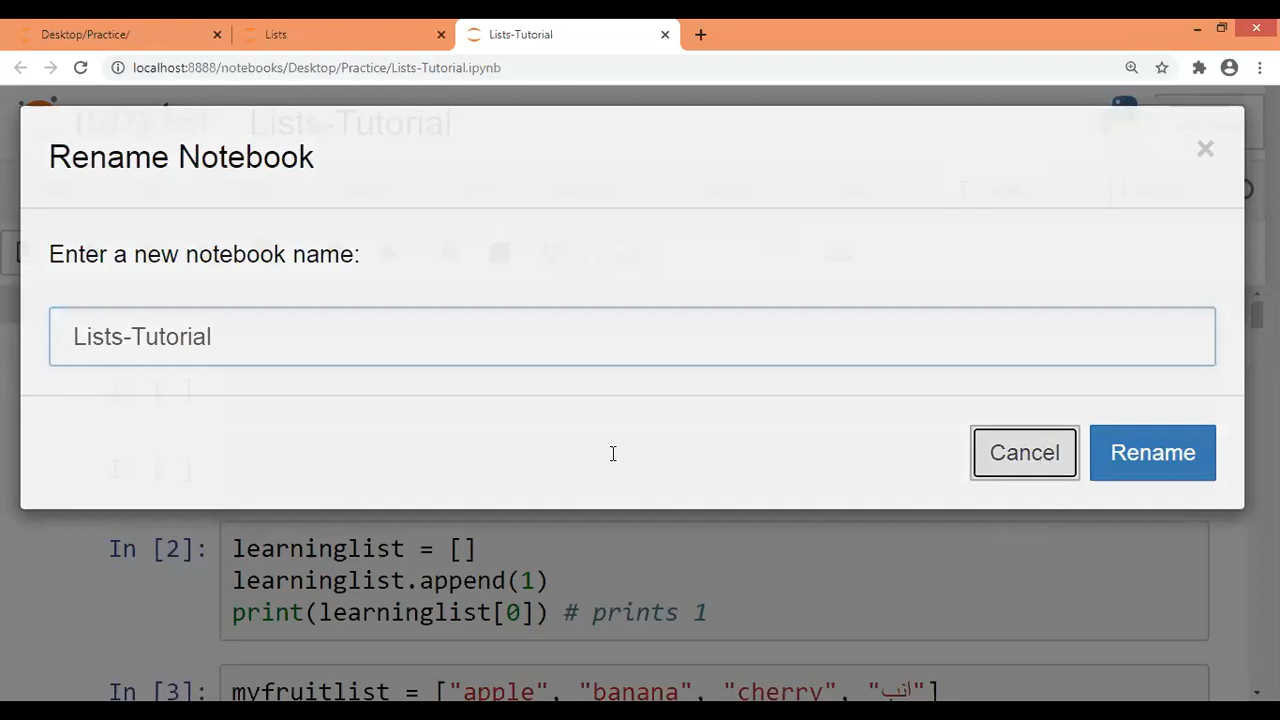 Desktop/Practice/
Lists
Lists-Tutorial
localhost:8888/notebooks/Desktop/Practice/Lists-Tutorial.ipynb
Lists-Tutorial
Rename Notebook
Enter a new notebook name:
Lists-Tutorial
Cancel
Rename
In [2]:
learninglist = []
learninglist.append(1)
print(learninglist[0]) # prints 1
In [3]:
myfruitlist = ["apple", "banana", "cherry", "انب"]